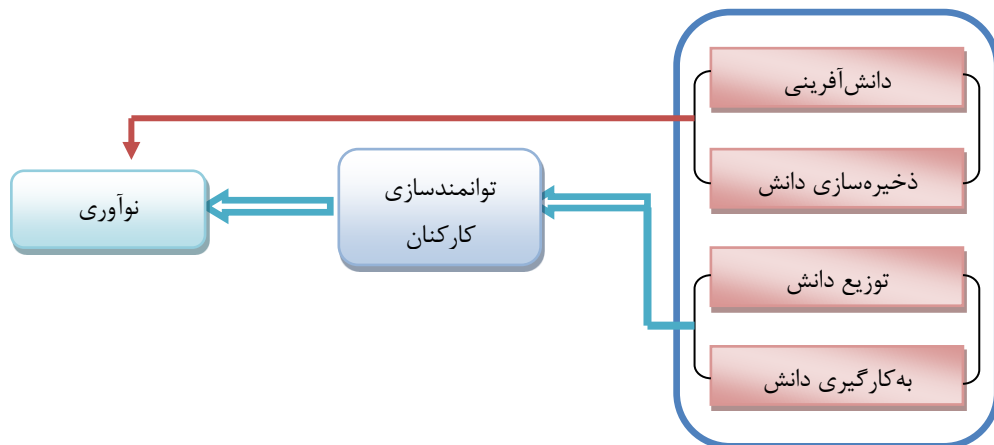 دانش‌آفرینی
ذخیره‌سازی دانش
توزیع دانش
به‌کارگیری دانش
توانمندسازی
کارکنان
نوآوری